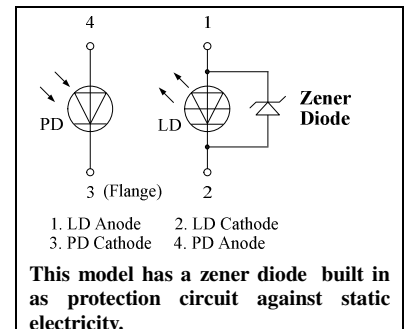 4 1
PD LD Zener
Diode
3 (Flange) 2
1. LD Anode 2. LD Cathode
3. PD Cathode 4. PD Anode
This model has a zener diode built in
as protection circuit against static
electricity.